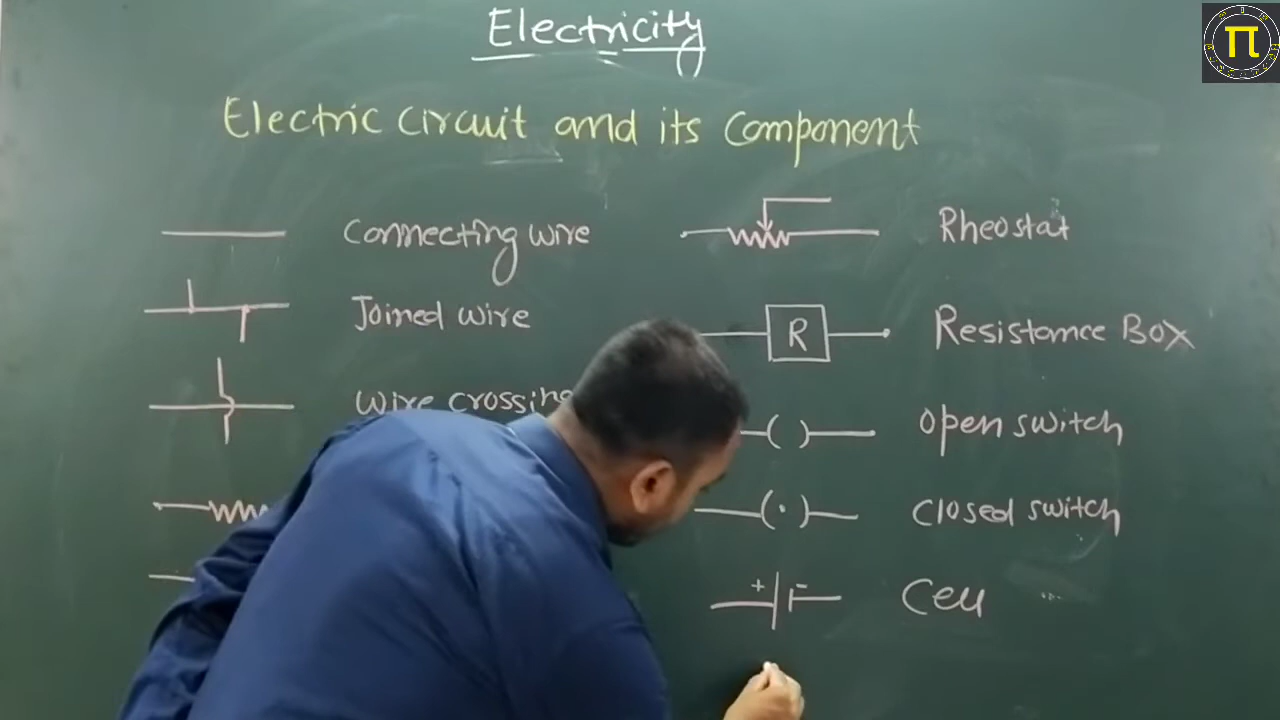 Electricity
Electric circuit and its Component
Connecting wire
Joined wire
Wire crossing
Rheostat
R
Resistance Box
Open switch
Closed switch
+ -
Cell
π